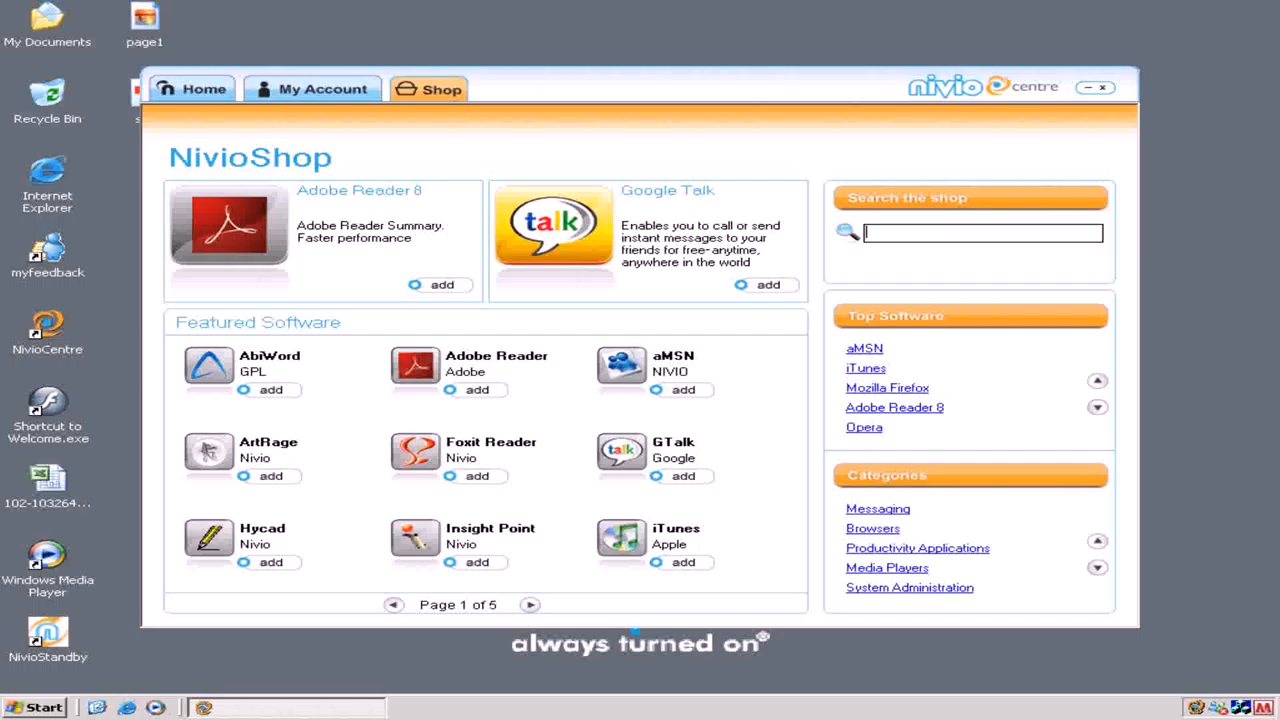 My Documents
page1
Recycle Bin
Internet
Explorer
myfeedback
NivioCentre
Shortcut to
Welcome.exe
102-103264...
Windows Media
Player
NivioStandby
Home
My Account
Shop
nivio centre
NivioShop
Adobe Reader 8
Adobe Reader Summary.
Faster performance
add
Google Talk
talk
Enables you to call or send
instant messages to your
friends for free-anytime,
anywhere in the world
add
Search the shop
Featured Software
AbiWord
GPL
add
Adobe Reader
Adobe
add
aMSN
NIVIO
add
ArtRage
Nivio
add
Foxit Reader
Nivio
add
talk
GTalk
Google
add
Hycad
Nivio
add
Insight Point
Nivio
add
iTunes
Apple
add
Page 1 of 5
Top Software
aMSN
iTunes
Mozilla Firefox
Adobe Reader 8
Opera
Categories
Messaging
Browsers
Productivity Applications
Media Players
System Administration
always turned on®
Start